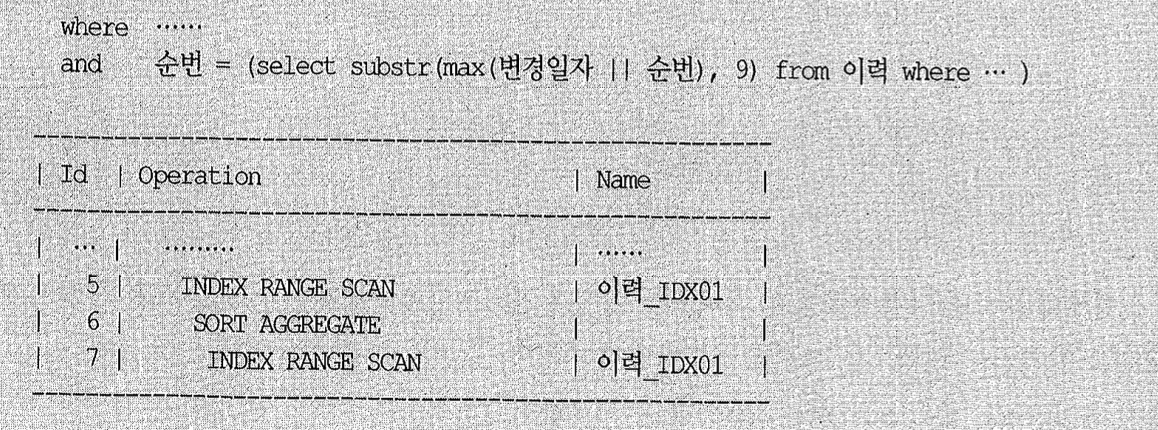 where ······
and 순번 = (select substr(max(변경일자 || 순번), 9) from 이력 where ··· )
---------------------------------------------------------
| Id | Operation | Name |
---------------------------------------------------------
| ··· | ········· | ······ |
| 5 | INDEX RANGE SCAN | 이력_IDX01 |
| 6 | SORT AGGREGATE | |
| 7 | INDEX RANGE SCAN | 이력_IDX01 |
---------------------------------------------------------